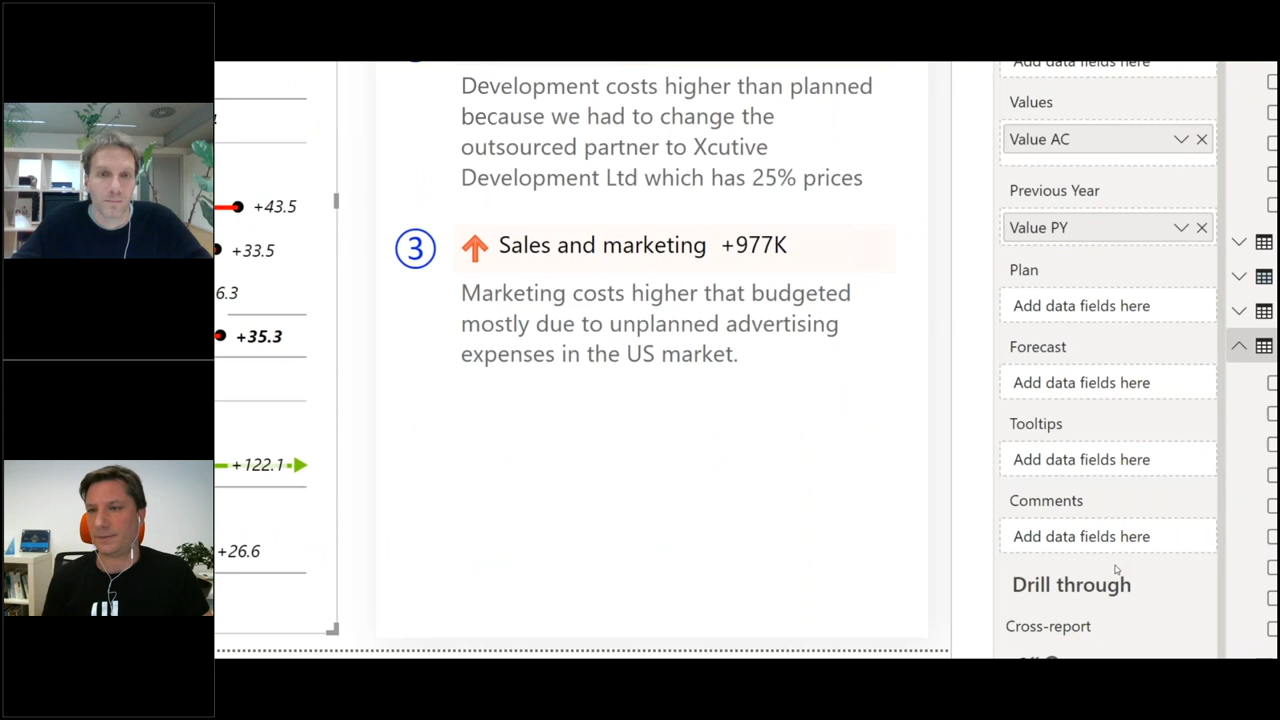 Development costs higher than planned
because we had to change the
outsourced partner to Xcutive
Development Ltd which has 25% prices
3
Sales and marketing +977K
Marketing costs higher that budgeted
mostly due to unplanned advertising
expenses in the US market.
+43.5
+33.5
6.3
+35.3
+122.1
+26.6
Add data fields here
Values
Value AC
Previous Year
Value PY
Plan
Add data fields here
Forecast
Add data fields here
Tooltips
Add data fields here
Comments
Add data fields here
Drill through
Cross-report